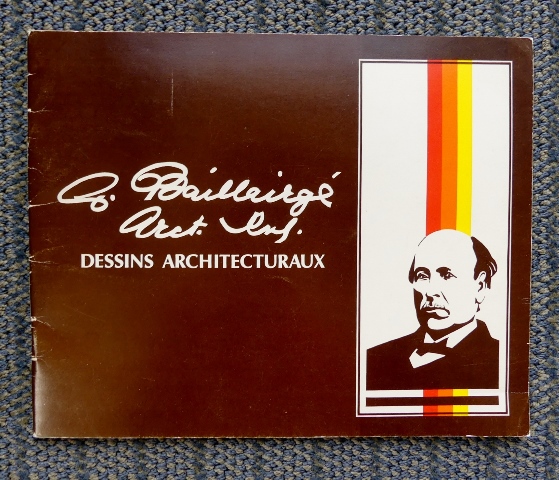 C. Baillairgé
Arct. Ing.
DESSINS ARCHITECTURAUX